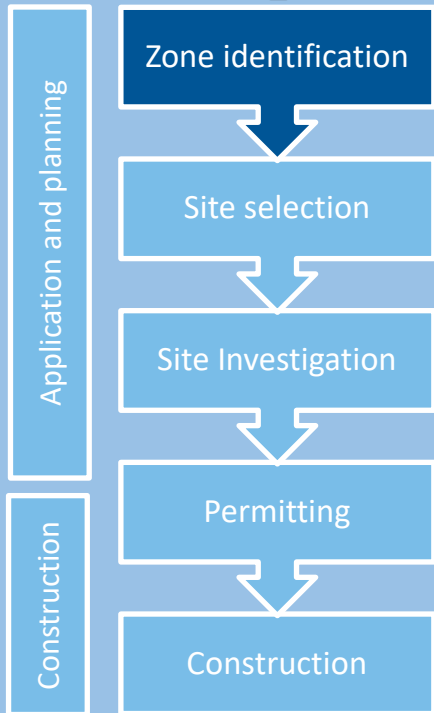 Application and planning
Zone identification
Site selection
Site Investigation
Permitting
Construction
Construction